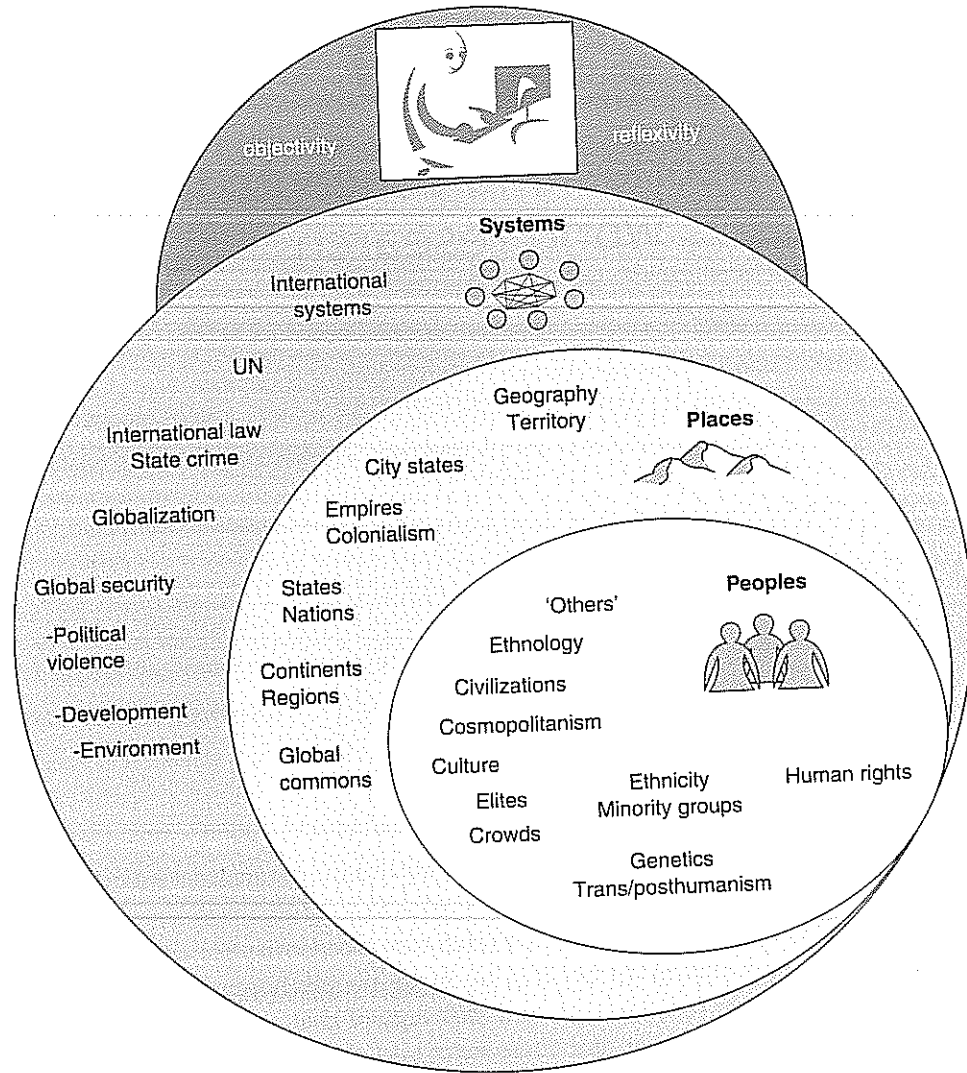 objectivity
reflexivity
Systems
International
systems
UN
International law
State crime
Globalization
Global security
-Political
violence
-Development
-Environment
Geography
Territory
Places
City states
Empires
Colonialism
States
Nations
Continents
Regions
Global
commons
Peoples
'Others'
Ethnology
Civilizations
Cosmopolitanism
Culture
Elites
Crowds
Ethnicity
Minority groups
Human rights
Genetics
Trans/posthumanism